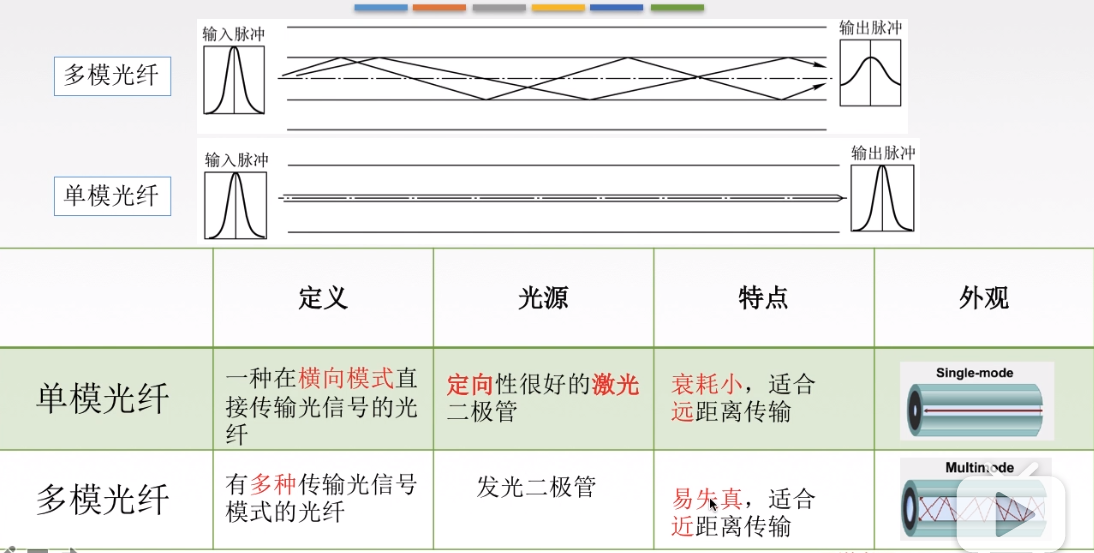 输入脉冲
输出脉冲
多模光纤
输入脉冲
输出脉冲
单模光纤
定义
光源
特点
外观
单模光纤
一种在横向模式直
接传输光信号的光
纤
定向性很好的激光
二极管
衰耗小，适合
远距离传输
Single-mode
多模光纤
有多种传输光信号
模式的光纤
发光二极管
易失真，适合
近距离传输
Multimode